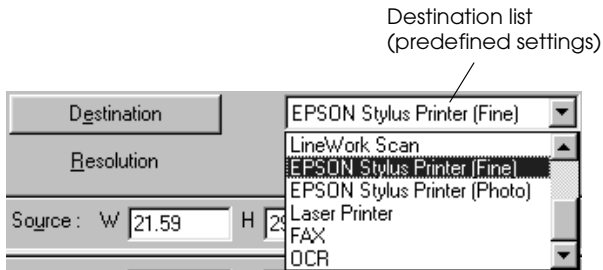 Destination list
(predefined settings)
Destination EPSON Stylus Printer (Fine)
LineWork Scan
Resolution EPSON Stylus Printer (Fine)
EPSON Stylus Printer (Photo)
Source : W 21.59 H 29 Laser Printer
FAX
OCR